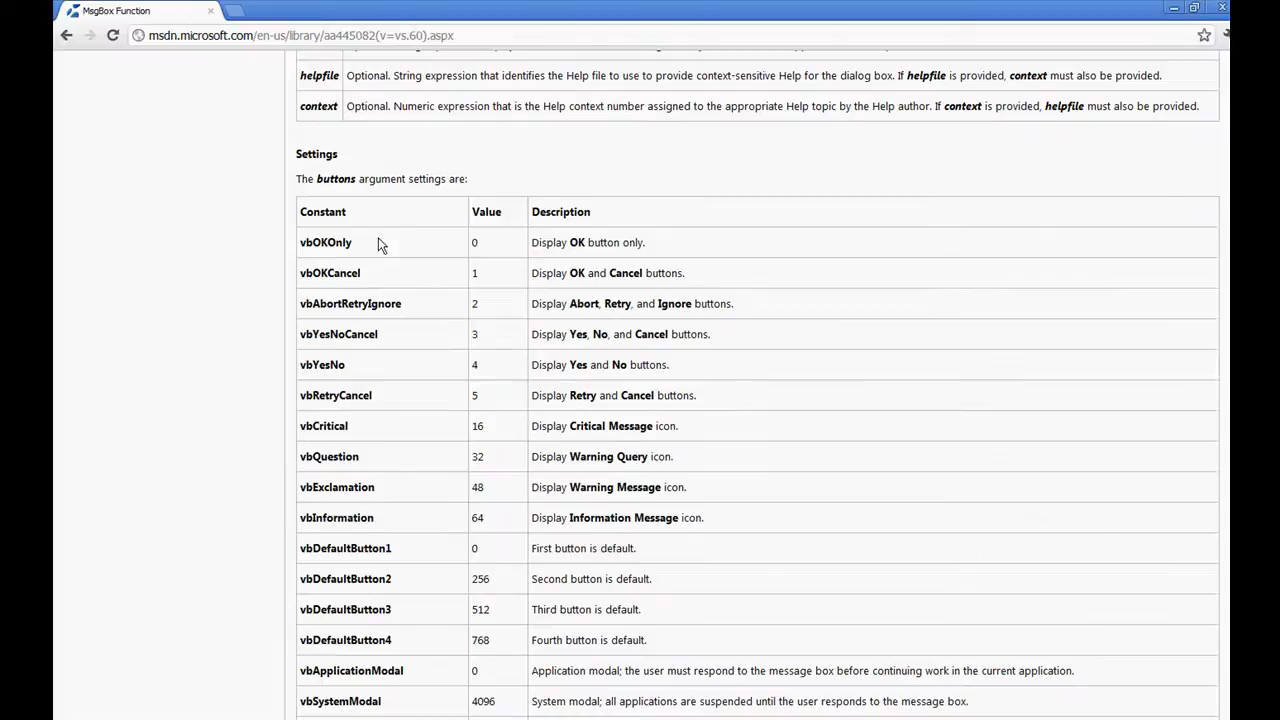 MsgBox Function
msdn.microsoft.com/en-us/library/aa445082(v=vs.60).aspx
helpfile Optional. String expression that identifies the Help file to use to provide context-sensitive Help for the dialog box. If helpfile is provided, context must also be provided.
context Optional. Numeric expression that is the Help context number assigned to the appropriate Help topic by the Help author. If context is provided, helpfile must also be provided.
Settings
The buttons argument settings are:
Constant Value Description
vbOKOnly 0 Display OK button only.
vbOKCancel 1 Display OK and Cancel buttons.
vbAbortRetryIgnore 2 Display Abort, Retry, and Ignore buttons.
vbYesNoCancel 3 Display Yes, No, and Cancel buttons.
vbYesNo 4 Display Yes and No buttons.
vbRetryCancel 5 Display Retry and Cancel buttons.
vbCritical 16 Display Critical Message icon.
vbQuestion 32 Display Warning Query icon.
vbExclamation 48 Display Warning Message icon.
vbInformation 64 Display Information Message icon.
vbDefaultButton1 0 First button is default.
vbDefaultButton2 256 Second button is default.
vbDefaultButton3 512 Third button is default.
vbDefaultButton4 768 Fourth button is default.
vbApplicationModal 0 Application modal; the user must respond to the message box before continuing work in the current application.
vbSystemModal 4096 System modal; all applications are suspended until the user responds to the message box.